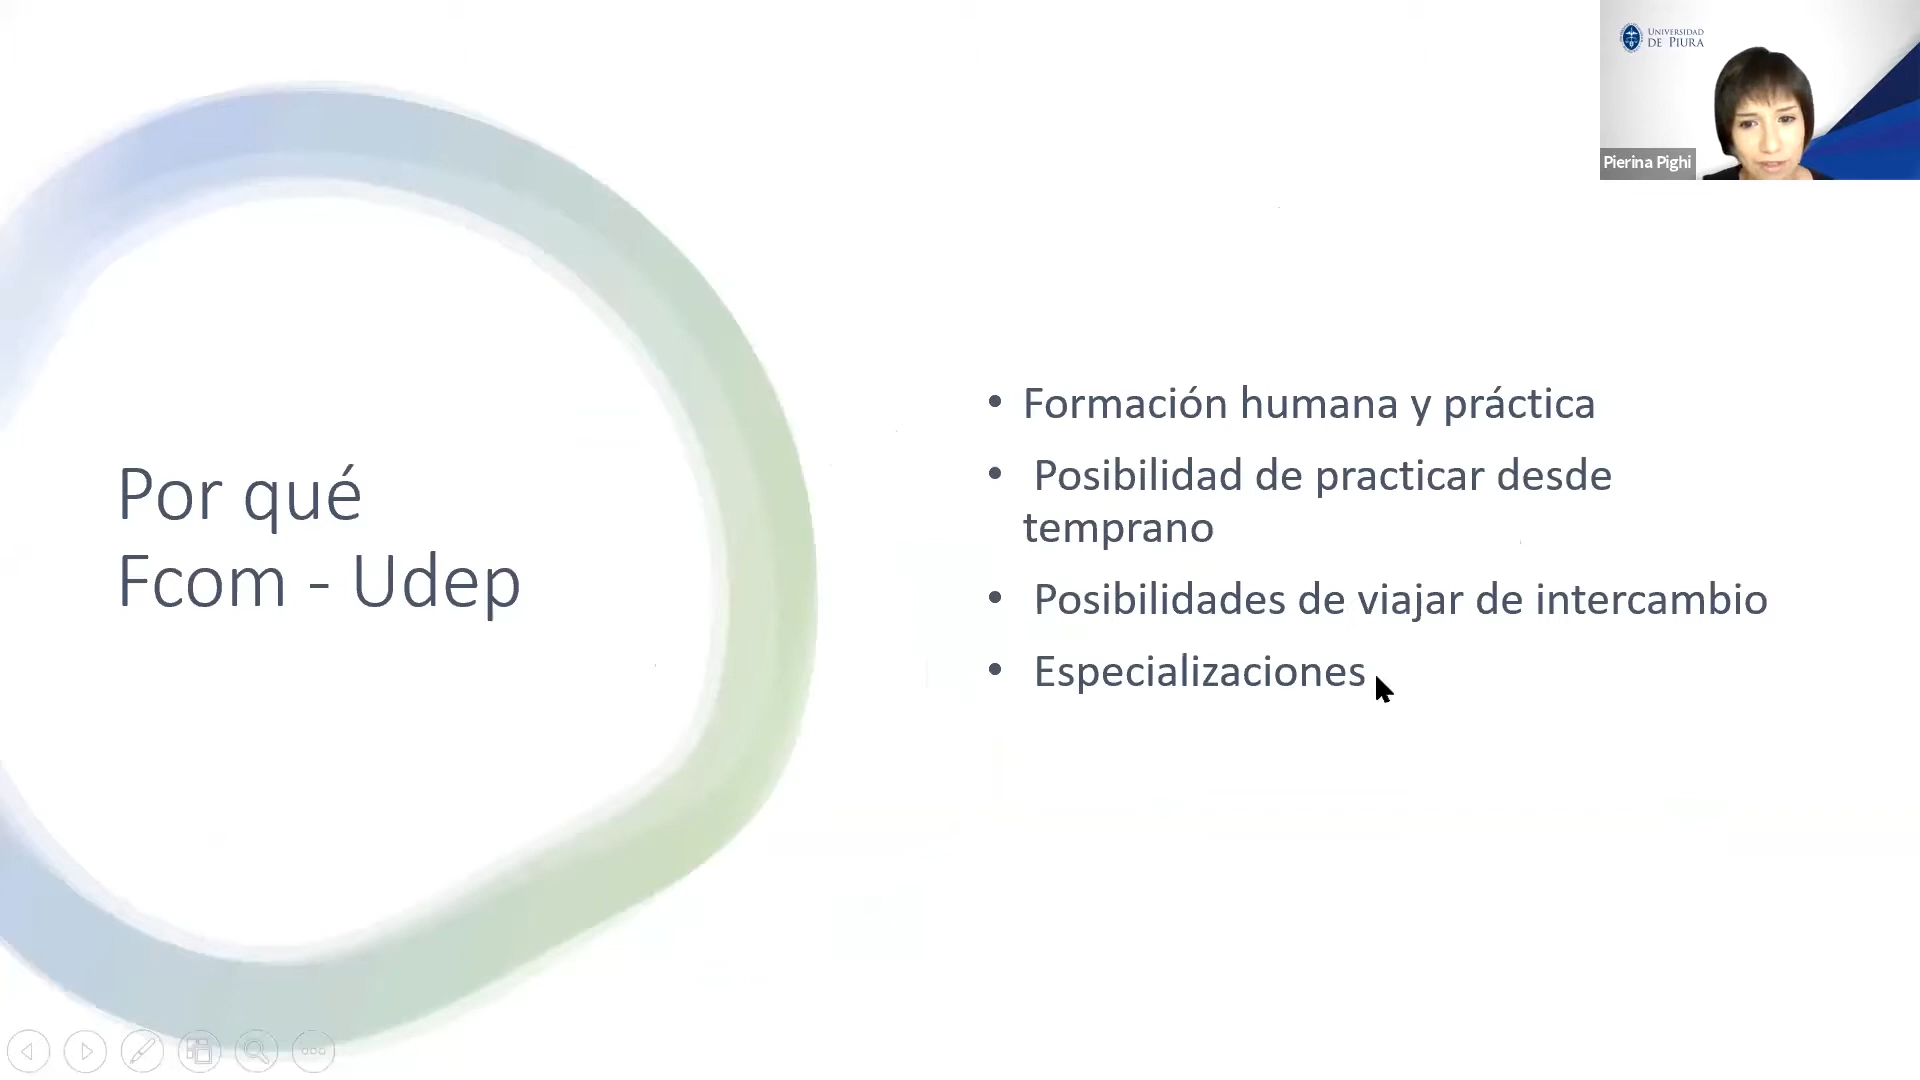 UNIVERSIDAD
DE PIURA
Pierina Pighi
Por qué
Fcom - Udep
• Formación humana y práctica
• Posibilidad de practicar desde
temprano
• Posibilidades de viajar de intercambio
• Especializaciones